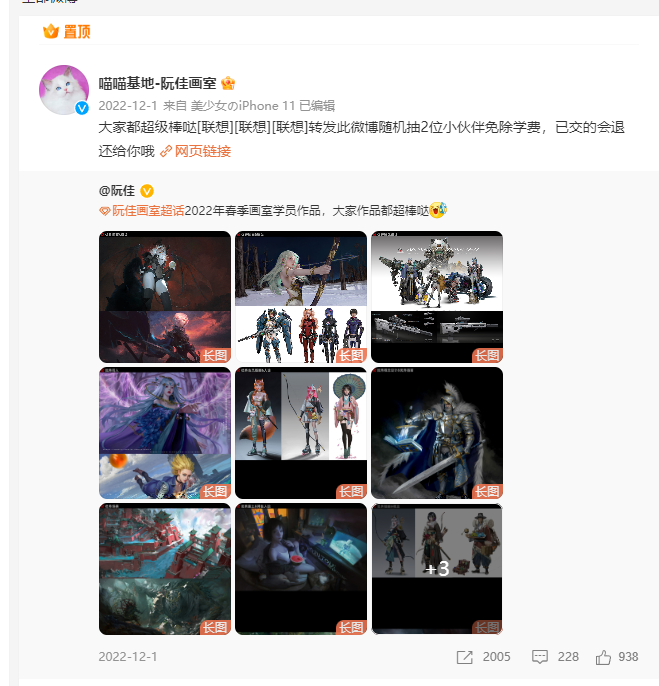 全部微博
置顶
喵喵基地-阮佳画室
2022-12-1 来自 美少女のiPhone 11 已编辑
大家都超级棒哒[联想][联想][联想]转发此微博随机抽2位小伙伴免除学费，已交的会退
还给你哦 网页链接
@阮佳
阮佳画室超话2022年春季画室学员作品，大家作品都超棒哒
长图
长图
长图
长图
长图
长图
长图
长图
+3
长图
2022-12-1
2005
228
938